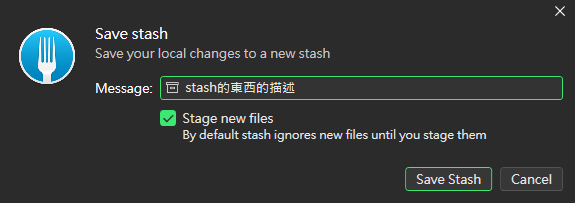 Save stash
Save your local changes to a new stash
Message: stash的東西的描述
Stage new files
By default stash ignores new files until you stage them
Save Stash Cancel